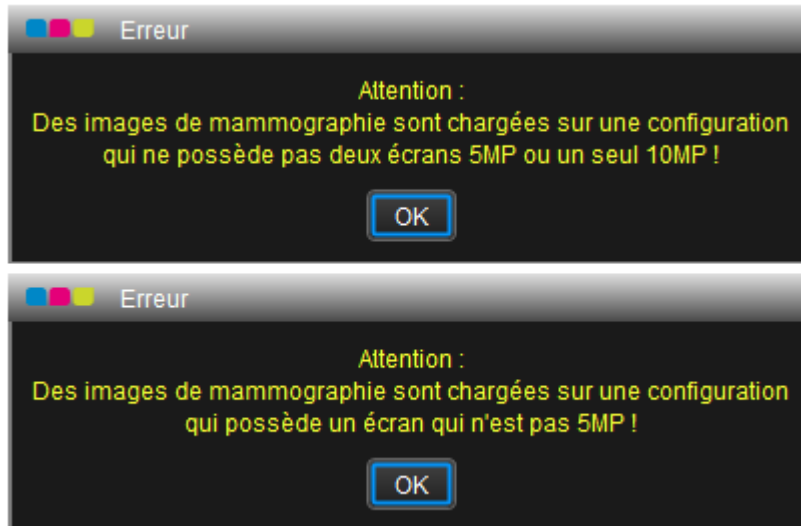 Erreur
Attention :
Des images de mammographie sont chargées sur une configuration
qui ne possède pas deux écrans 5MP ou un seul 10MP !
OK
Erreur
Attention :
Des images de mammographie sont chargées sur une configuration
qui possède un écran qui n'est pas 5MP !
OK